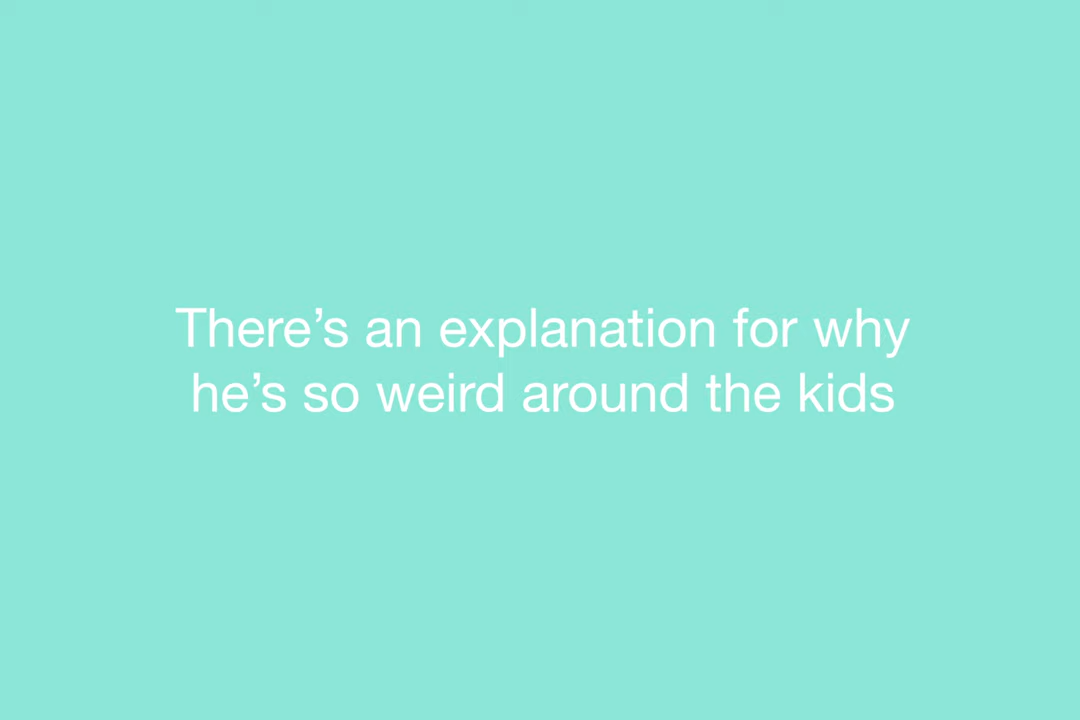 There’s an explanation for why
he’s so weird around the kids